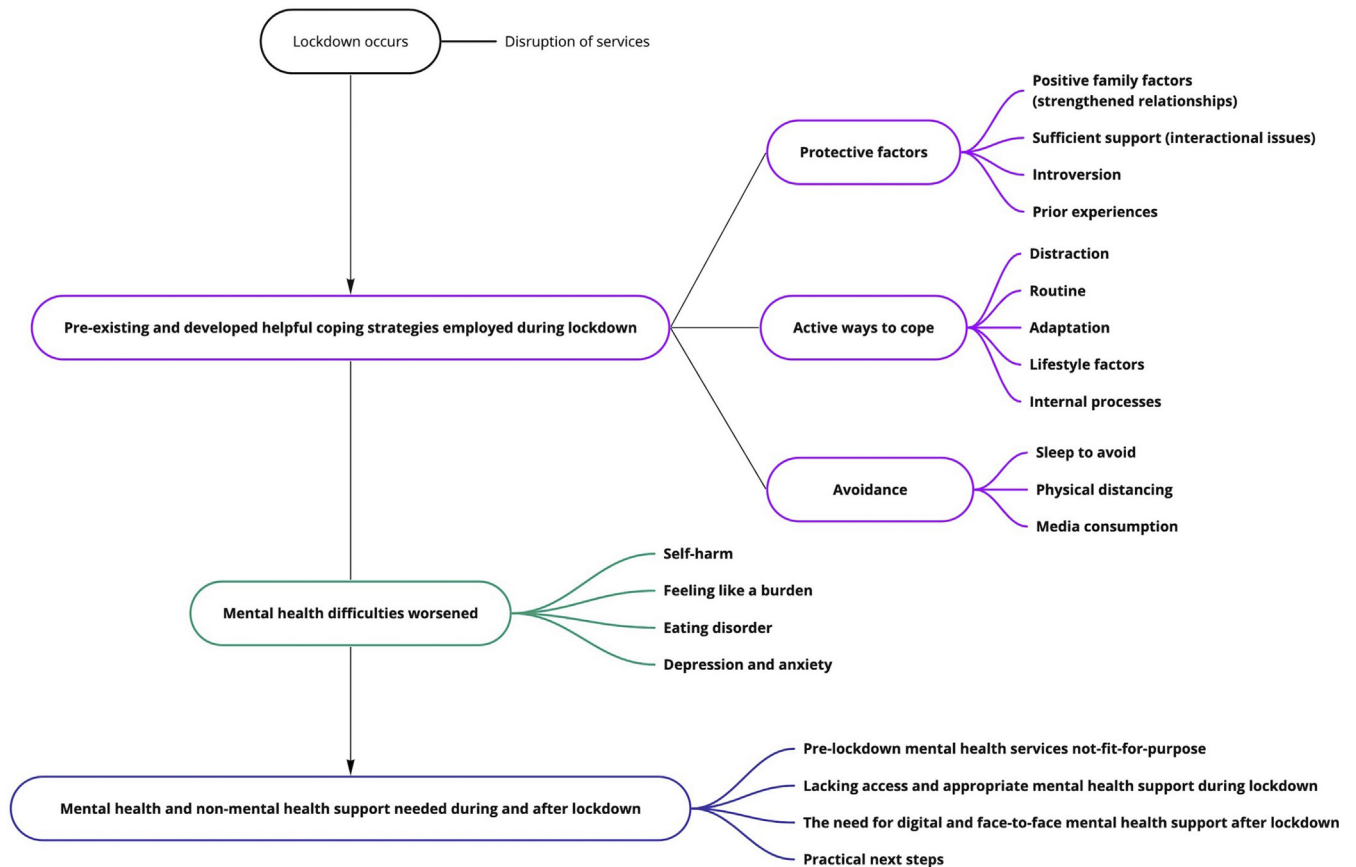 Lockdown occurs
Disruption of services
Positive family factors
(strengthened relationships)
Protective factors
Sufficient support (interactional issues)
Introversion
Prior experiences
Distraction
Routine
Pre-existing and developed helpful coping strategies employed during lockdown
Active ways to cope
Adaptation
Lifestyle factors
Internal processes
Sleep to avoid
Avoidance
Physical distancing
Media consumption
Self-harm
Feeling like a burden
Mental health difficulties worsened
Eating disorder
Depression and anxiety
Pre-lockdown mental health services not-fit-for-purpose
Lacking access and appropriate mental health support during lockdown
Mental health and non-mental health support needed during and after lockdown
The need for digital and face-to-face mental health support after lockdown
Practical next steps